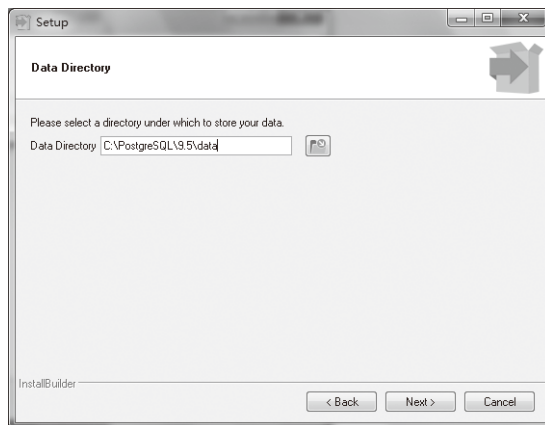 Setup
Data Directory
Please select a directory under which to store your data.
Data Directory C:\PostgreSQL\9.5\data
InstallBuilder
< Back Next > Cancel